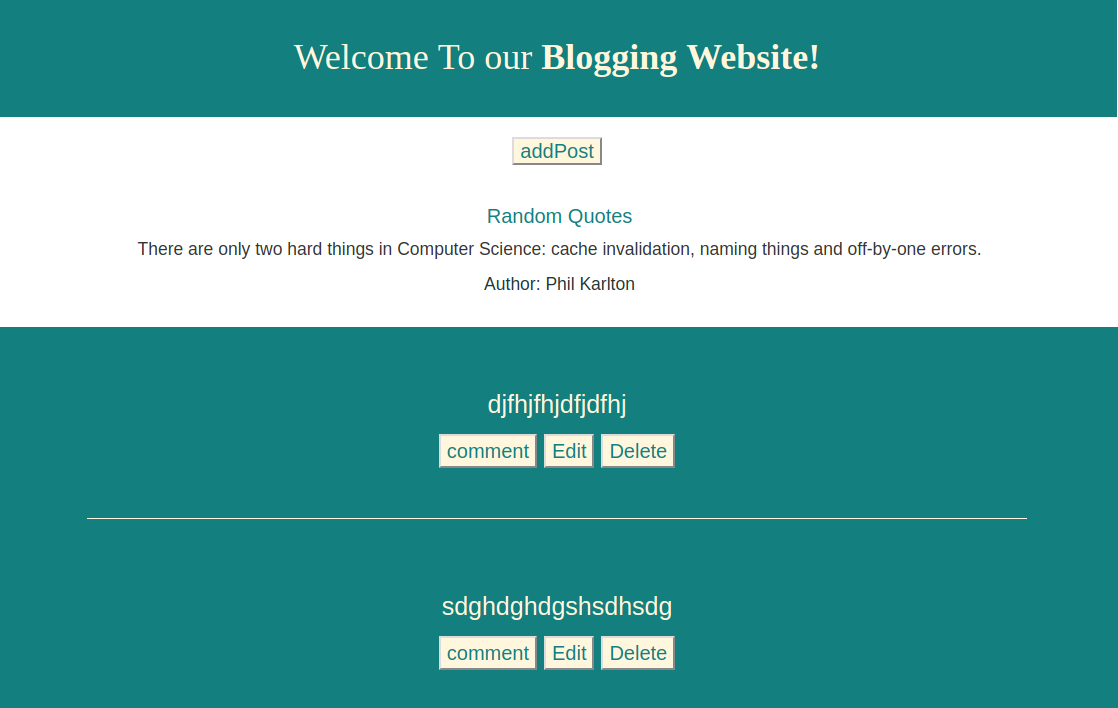 Welcome To our Blogging Website!
addPost
Random Quotes
There are only two hard things in Computer Science: cache invalidation, naming things and off-by-one errors.
Author: Phil Karlton
djfhjfhjdfjdfhj
comment Edit Delete
sdghdghdgshsdhsdg
comment Edit Delete